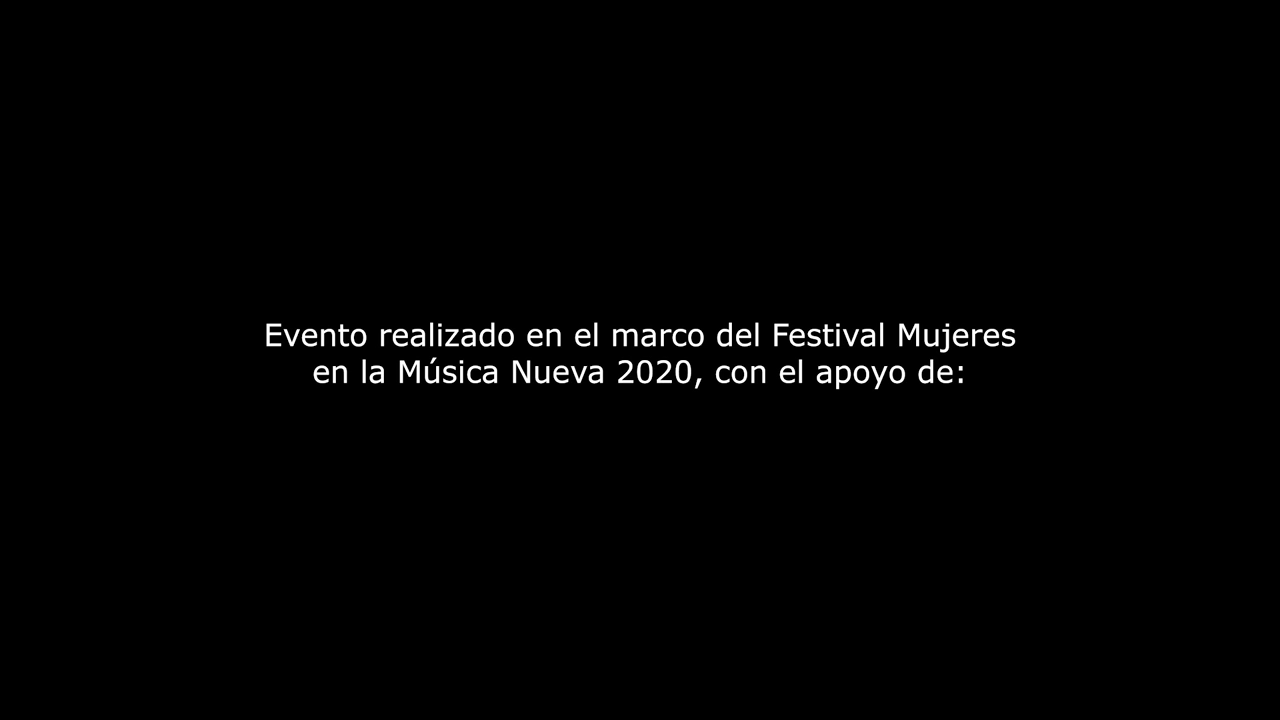 Evento realizado en el marco del Festival Mujeres
en la Música Nueva 2020, con el apoyo de: